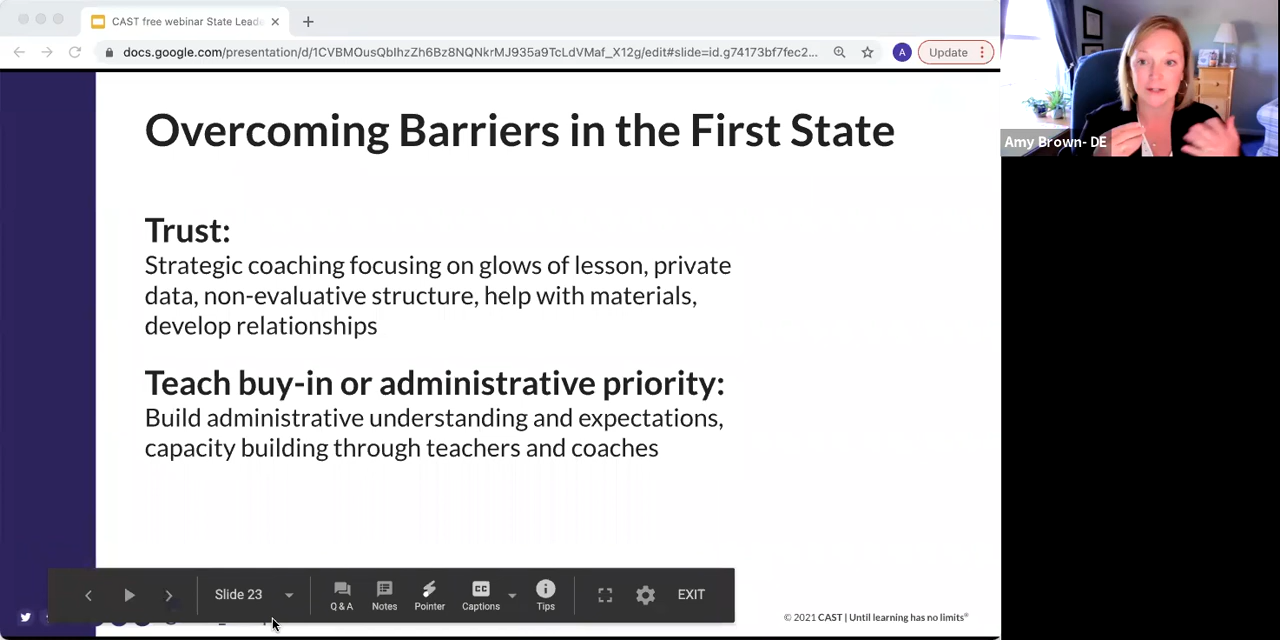 CAST free webinar State Leade
docs.google.com/presentation/d/1CVBMOusQbIhzZh6Bz8NQNkrMJ935a9TcLdVMaf_X12g/edit#slide=id.g74173bf7fec2...
A
Update
Overcoming Barriers in the First State
Amy Brown- DE
Trust:
Strategic coaching focusing on glows of lesson, private
data, non-evaluative structure, help with materials,
develop relationships
Teach buy-in or administrative priority:
Build administrative understanding and expectations,
capacity building through teachers and coaches
Slide 23
Q & A
Notes
Pointer
CC
Captions
Tips
EXIT
© 2021 CAST | Until learning has no limits®